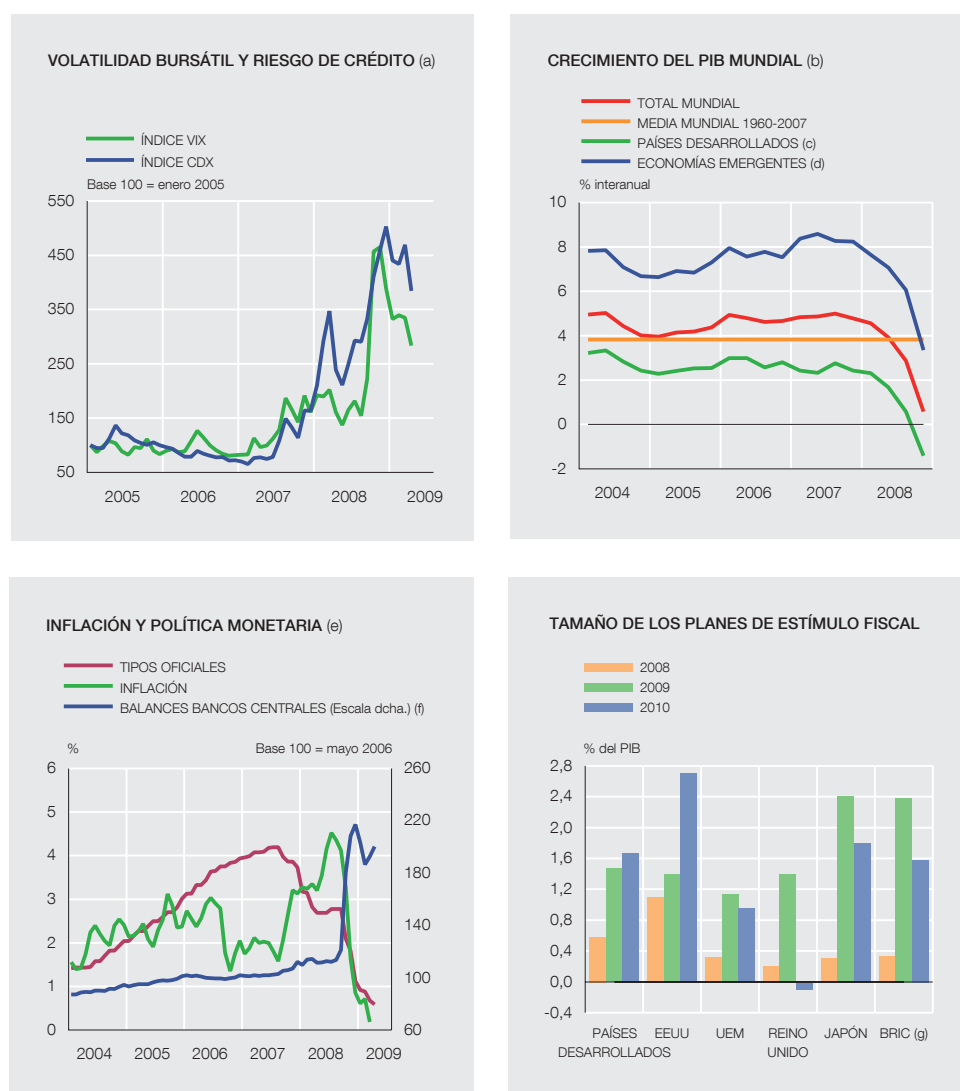 VOLATILIDAD BURSÁTIL Y RIESGO DE CRÉDITO (a)
ÍNDICE VIX
ÍNDICE CDX
Base 100 = enero 2005
550
450
350
250
150
50
2005 2006 2007 2008 2009
CRECIMIENTO DEL PIB MUNDIAL (b)
TOTAL MUNDIAL
MEDIA MUNDIAL 1960-2007
PAÍSES DESARROLLADOS (c)
ECONOMÍAS EMERGENTES (d)
% interanual
10
8
6
4
2
0
-2
2004 2005 2006 2007 2008
INFLACIÓN Y POLÍTICA MONETARIA (e)
TIPOS OFICIALES
INFLACIÓN
BALANCES BANCOS CENTRALES (Escala dcha.) (f)
% Base 100 = mayo 2006
6 260
5 220
4 180
3 140
2 100
1 60
0
2004 2005 2006 2007 2008 2009
TAMAÑO DE LOS PLANES DE ESTÍMULO FISCAL
2008
2009
2010
% del PIB
2,8
2,4
2,0
1,6
1,2
0,8
0,4
0,0
-0,4
PAÍSES EEUU UEM REINO JAPÓN BRIC (g)
DESARROLLADOS UNIDO